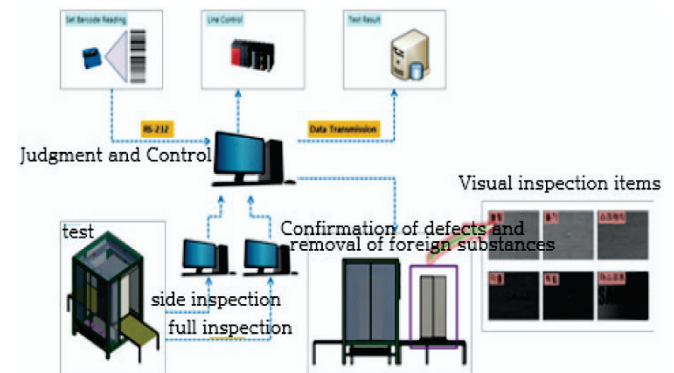 Set Barcode Reading
Line Control
Test Result
RS-232
Data Transmission
Judgment and Control
Visual inspection items
test
Confirmation of defects and
removal of foreign substances
side inspection
full inspection